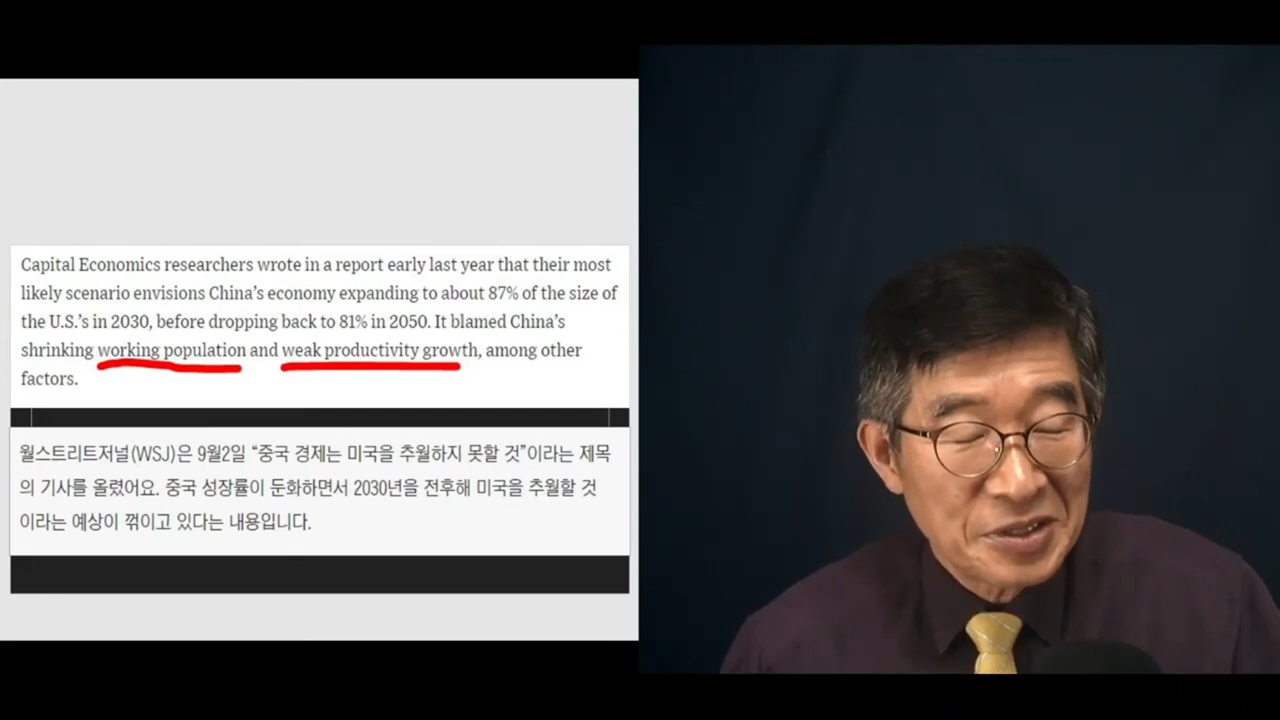 Capital Economics researchers wrote in a report early last year that their most
likely scenario envisions China's economy expanding to about 87% of the size of
the U.S.'s in 2030, before dropping back to 81% in 2050. It blamed China's
shrinking working population and weak productivity growth, among other
factors.
월스트리트저널(WSJ)은 9월2일 “중국 경제는 미국을 추월하지 못할 것”이라는 제목
의 기사를 올렸어요. 중국 성장률이 둔화하면서 2030년을 전후해 미국을 추월할 것
이라는 예상이 꺾이고 있다는 내용입니다.